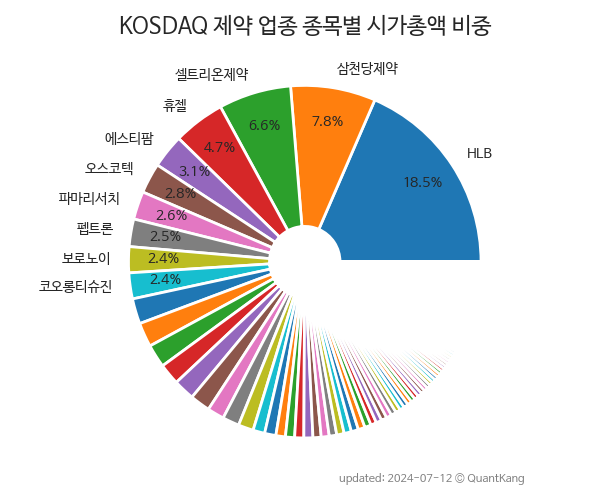 KOSDAQ 제약 업종 종목별 시가총액 비중
HLB
18.5%
삼천당제약
7.8%
셀트리온제약
6.6%
휴젤
4.7%
에스티팜
3.1%
오스코텍
2.8%
파마리서치
2.6%
펩트론
2.5%
보로노이
2.4%
코오롱티슈진
2.4%
updated: 2024-07-12 © QuantKang